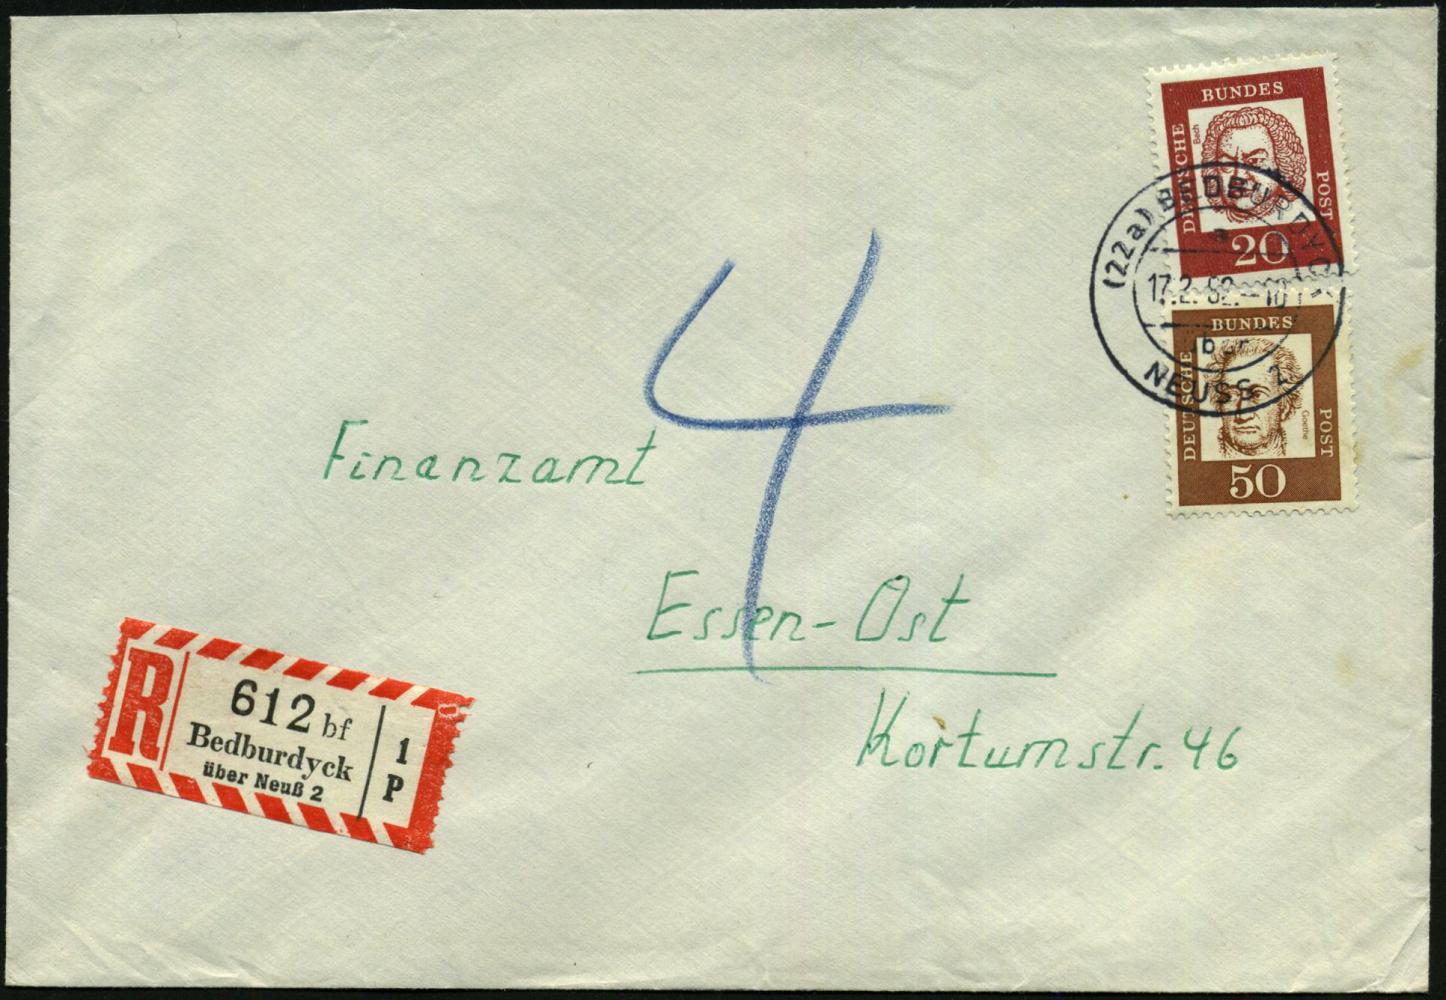 BUNDES
DEUTSCHE
Bach
POST
20
(22a) BEDBURDYCK
a
17.2.62.-10
über
NEUSS 2
BUNDES
DEUTSCHE
Goethe
POST
50
4
Finanzamt
Essen-Ost
Kortumstr. 46
R
612 bf
Bedburdyck
über Neuß 2
1
P